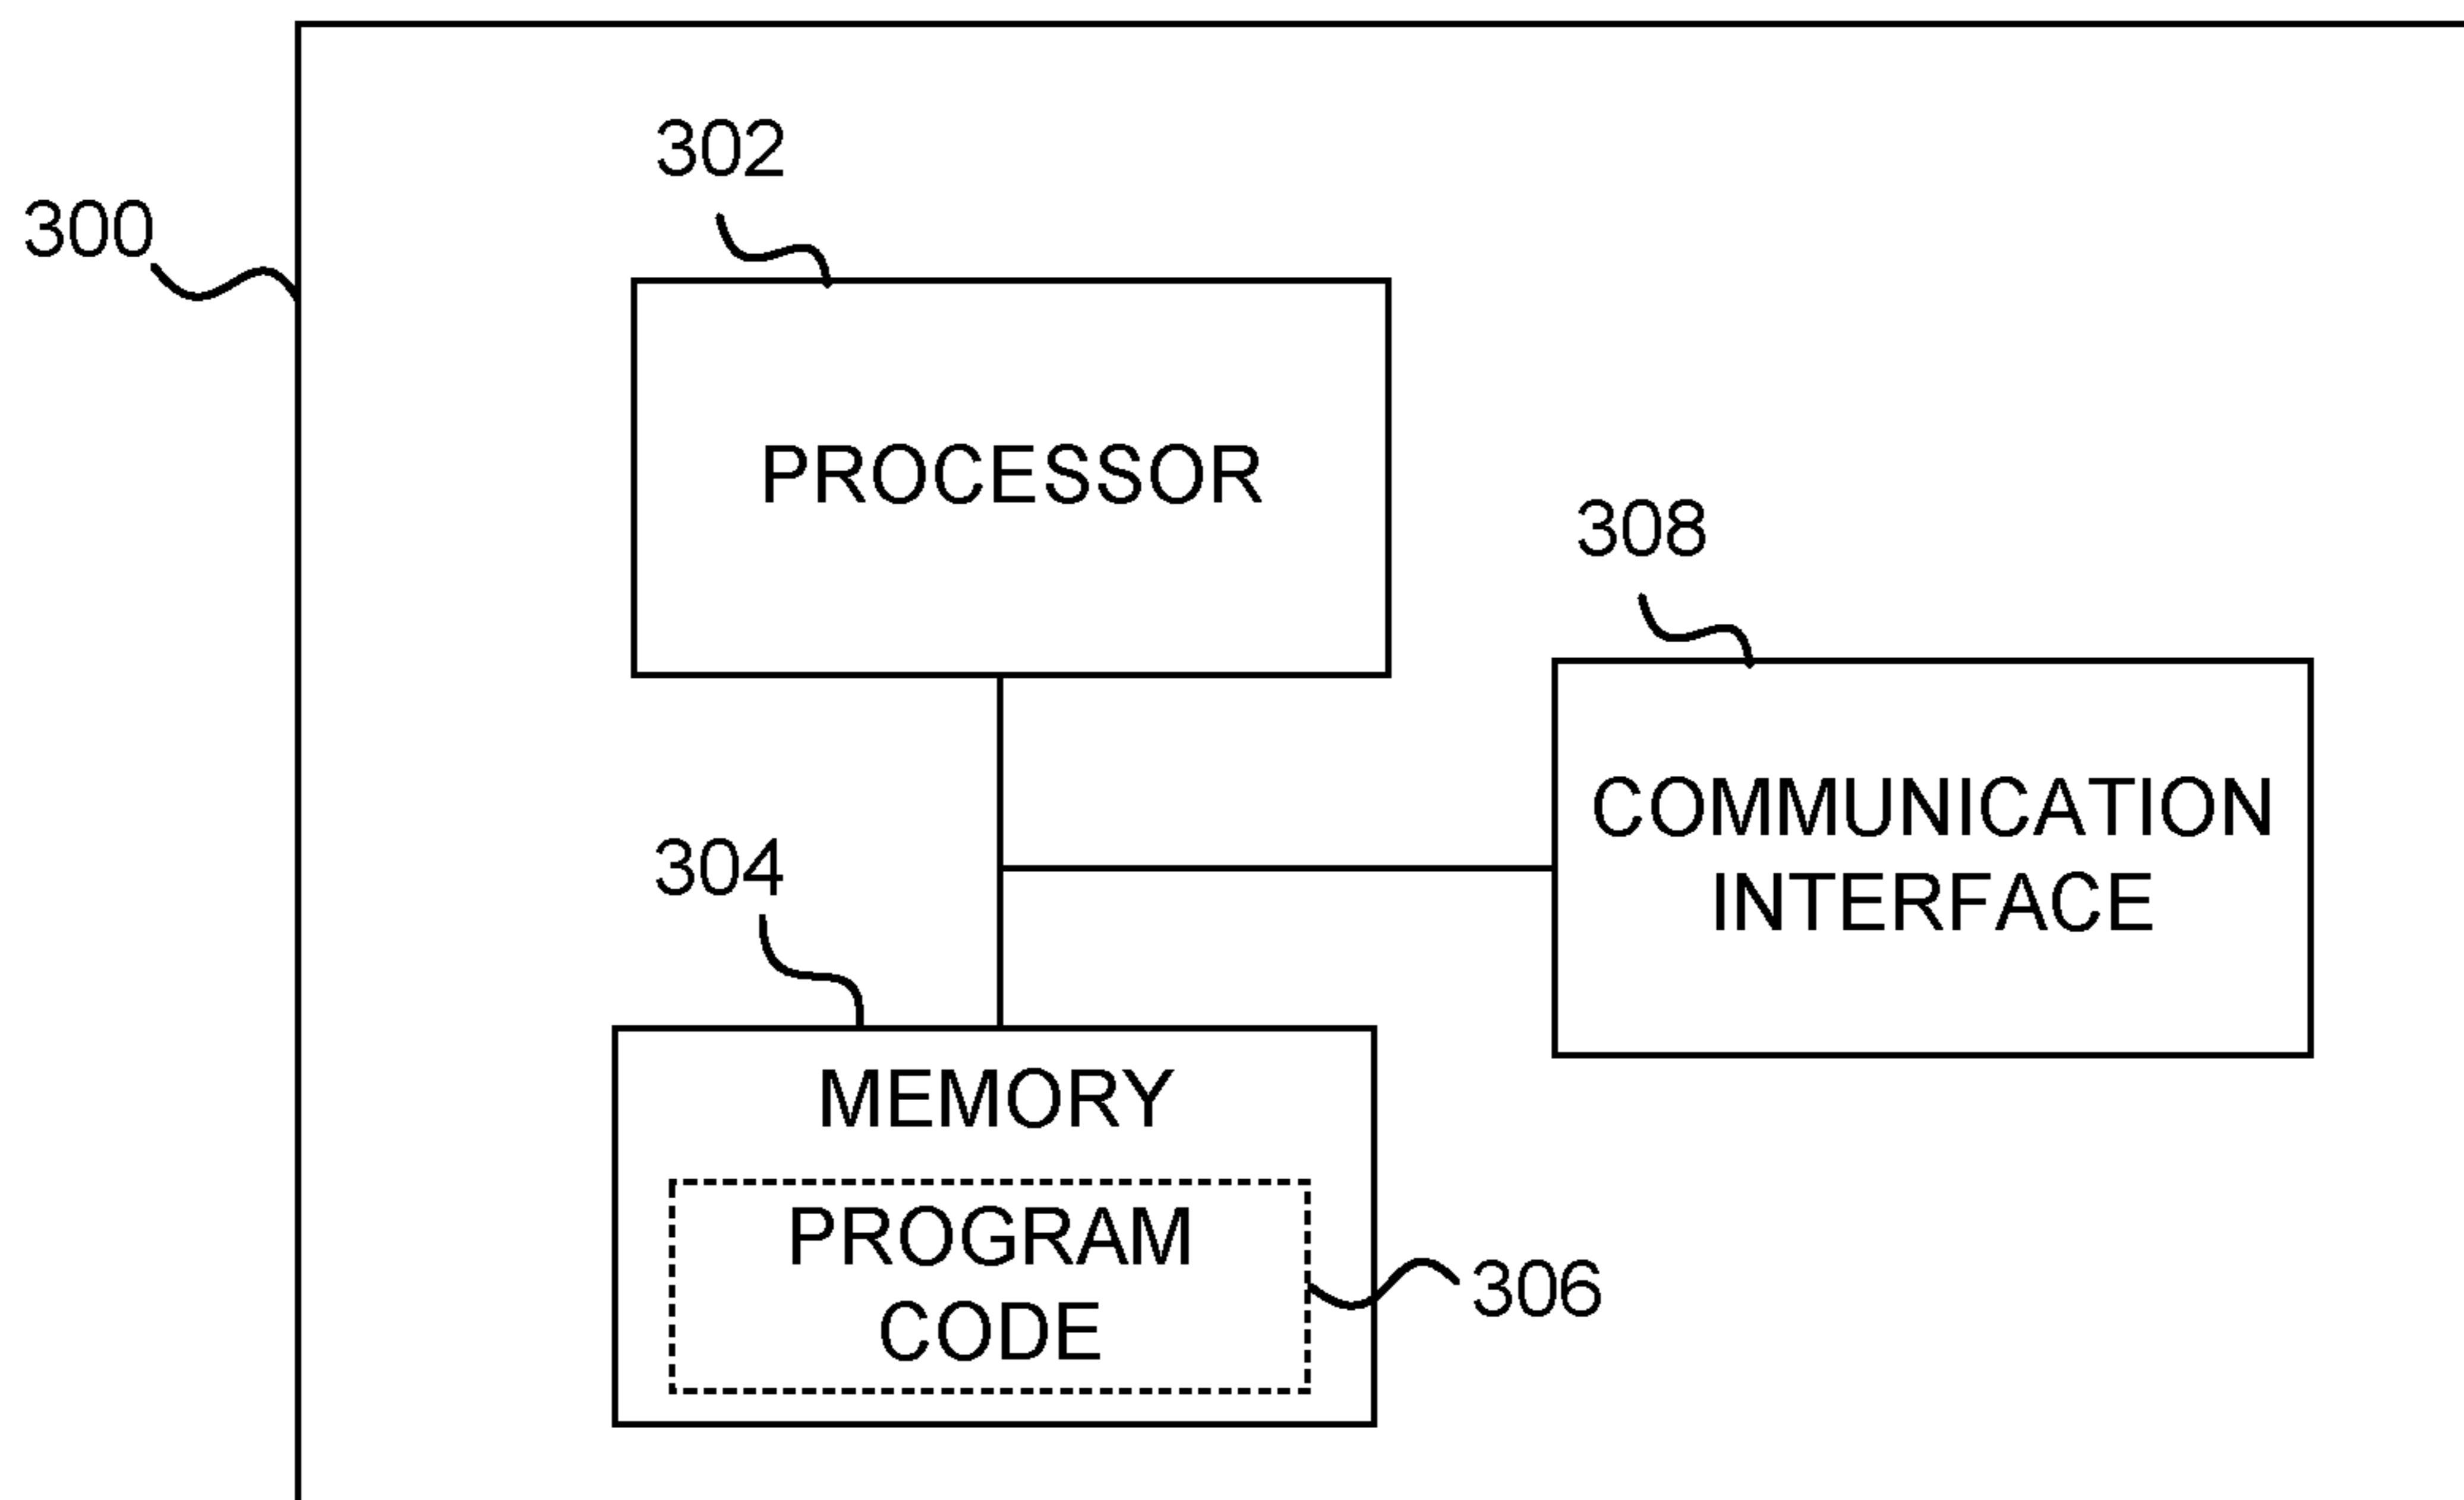 302
300
PROCESSOR
308
COMMUNICATION
INTERFACE
304
MEMORY
PROGRAM
CODE
306